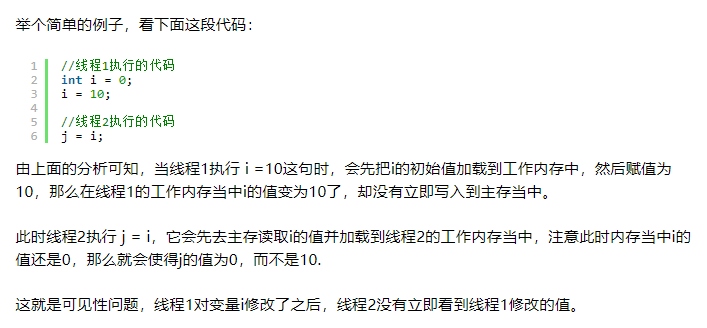 举个简单的例子，看下面这段代码：
1 //线程1执行的代码
2 int i = 0;
3 i = 10;
4
5 //线程2执行的代码
6 j = i;
由上面的分析可知，当线程1执行 i =10这句时，会先把i的初始值加载到工作内存中，然后赋值为
10，那么在线程1的工作内存当中i的值变为10了，却没有立即写入到主存当中。
此时线程2执行 j = i，它会先去主存读取i的值并加载到线程2的工作内存当中，注意此时内存当中i的
值还是0，那么就会使得j的值为0，而不是10.
这就是可见性问题，线程1对变量i修改了之后，线程2没有立即看到线程1修改的值。